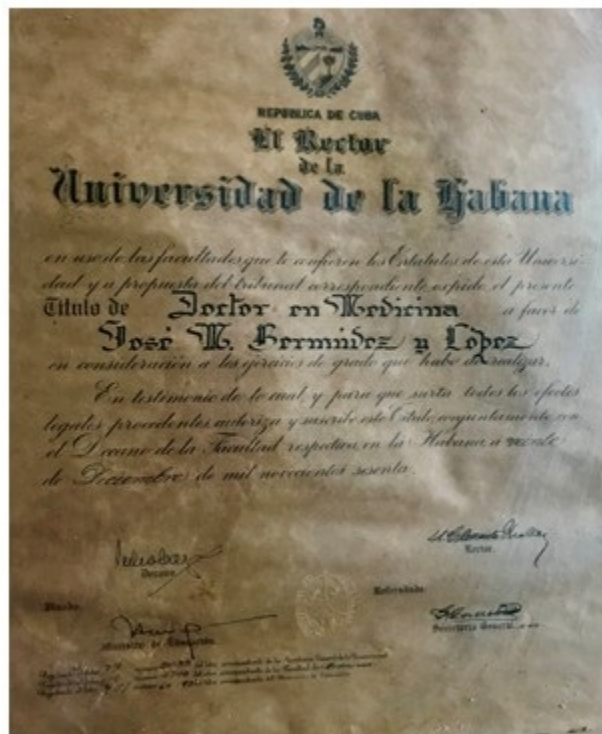 REPUBLICA DE CUBA
El Rector
de la
Universidad de la Habana
en uso de las facultades que le confieren los Estatutos de esta Universi-
dad y a propuesta del tribunal correspondiente expide el presente
Título de Doctor en Medicina a favor de
José M. Bermúdez y López
en consideración a los ejercicios de grado que hubo de realizar.
En testimonio de lo cual y para que surta todos los efectos
legales procedentes autoriza y suscribe este Título conjuntamente con
el Decano de la Facultad respectiva en la Habana, a veinte
de Diciembre de mil novecientos sesenta.
Decano
Rector.
Refrendado:
Ministro de Educación
Secretario General